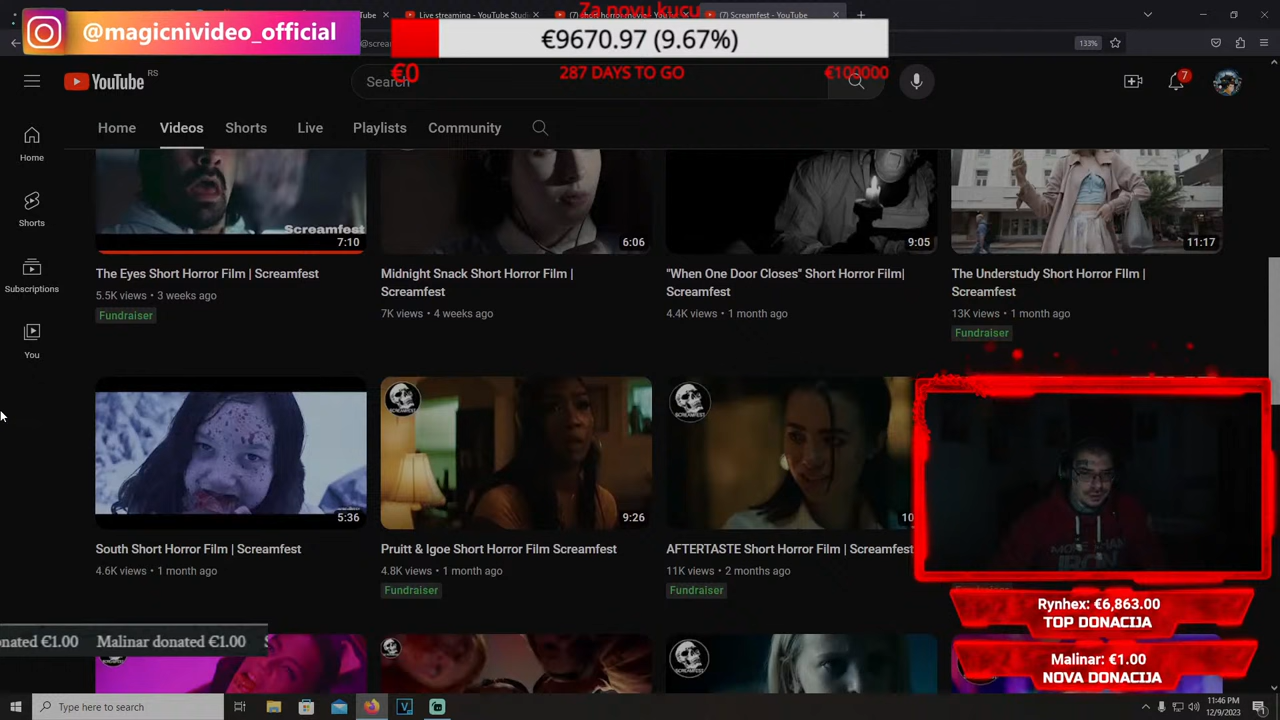 Live streaming - YouTube Stu
(7) Screamfest - YouTube
@magicnivideo_official
Za novu kucu
€9670.97 (9.67%)
€0
287 DAYS TO GO
€100000
133%
YouTube RS
Search
7
Home
Videos
Shorts
Live
Playlists
Community
Home
Shorts
Subscriptions
You
Screamfest
7:10
6:06
9:05
11:17
The Eyes Short Horror Film | Screamfest
5.5K views • 3 weeks ago
Fundraiser
Midnight Snack Short Horror Film |
Screamfest
7K views • 4 weeks ago
"When One Door Closes" Short Horror Film|
Screamfest
4.4K views • 1 month ago
The Understudy Short Horror FIlm |
Screamfest
13K views • 1 month ago
Fundraiser
5:36
SCREAMFEST
9:26
SCREAMFEST
10
South Short Horror Film | Screamfest
4.6K views • 1 month ago
Pruitt & Igoe Short Horror Film Screamfest
4.8K views • 1 month ago
Fundraiser
AFTERTASTE Short Horror Film | Screamfest
11K views • 2 months ago
Fundraiser
IRON
Rynhex: €6,863.00
TOP DONACIJA
Malinar: €1.00
NOVA DONACIJA
onated €1.00 Malinar donated €1.00
Type here to search
11:46 PM
12/9/2023